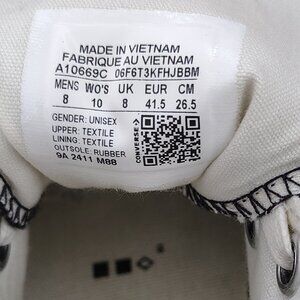 MADE IN VIETNAM
FABRIQUE AU VIETNAM
A10669C 06F6T3KFHJBBM
MENS WO'S UK EUR CM
8 10 8 41.5 26.5
GENDER: UNISEX
UPPER: TEXTILE
LINING: TEXTILE
OUTSOLE: RUBBER
9A 2411 M8B
CONVERSE